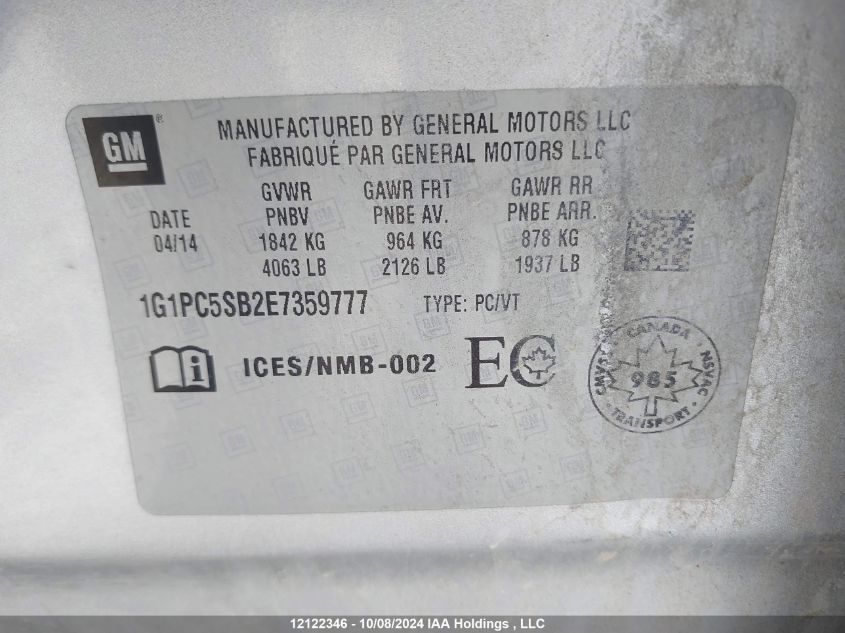 GM ®
MANUFACTURED BY GENERAL MOTORS LLC
FABRIQUÉ PAR GENERAL MOTORS LLC
GVWR GAWR FRT GAWR RR
DATE PNBV PNBE AV. PNBE ARR.
04/14 1842 KG 964 KG 878 KG
4063 LB 2126 LB 1937 LB
1G1PC5SB2E7359777 TYPE: PC/VT
i ICES/NMB-002 EC
CANADA
985
NSVAC
TRANSPORT
12122346 - 10/08/2024 IAA Holdings , LLC